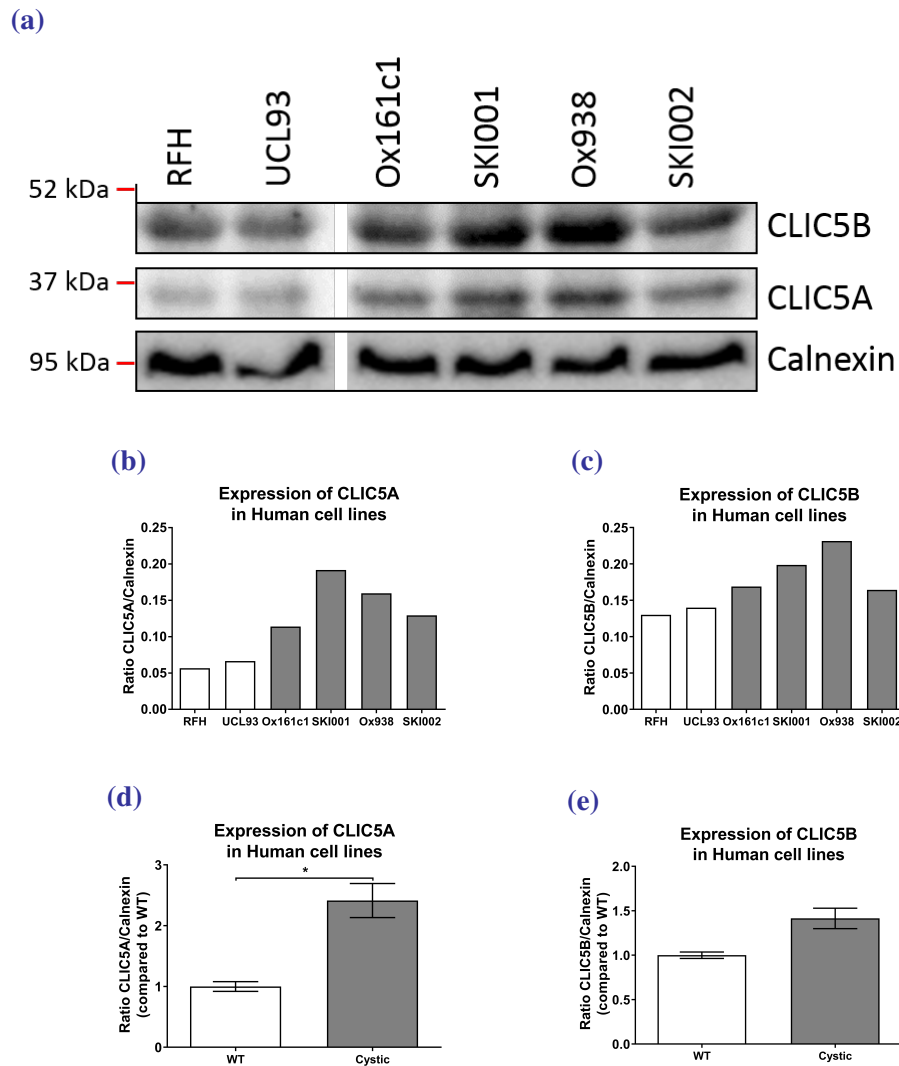 (a)
RFH
UCL93
Ox161c1
SKI001
Ox938
SKI002
52 kDa
CLIC5B
37 kDa
CLIC5A
95 kDa
Calnexin
(b)
Expression of CLIC5A
in Human cell lines
Ratio CLIC5A/Calnexin
0.25
0.20
0.15
0.10
0.05
0.00
RFH UCL93 Ox161c1 SKI001 Ox938 SKI002
(c)
Expression of CLIC5B
in Human cell lines
Ratio CLIC5B/Calnexin
0.25
0.20
0.15
0.10
0.05
0.00
RFH UCL93 Ox161c1 SKI001 Ox938 SKI002
(d)
Expression of CLIC5A
in Human cell lines
Ratio CLIC5A/Calnexin
(compared to WT)
3
2
1
0
*
WT Cystic
(e)
Expression of CLIC5B
in Human cell lines
Ratio CLIC5B/Calnexin
(compared to WT)
2.0
1.5
1.0
0.5
0.0
WT Cystic